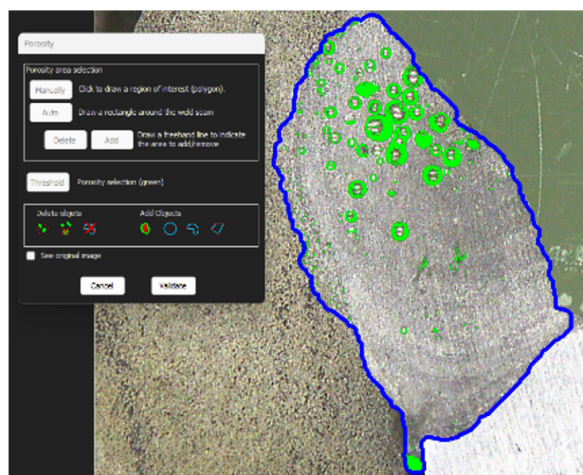 Porosity
Porosity area selection
Manually Click to draw a region of interest (polygon).
Auto Draw a rectangle around the weld seam
Delete Add Draw a freehand line to indicate
the area to add/remove
Threshold Porosity selection (green)
Delete objets Add Objects
See original image
Cancel Validate